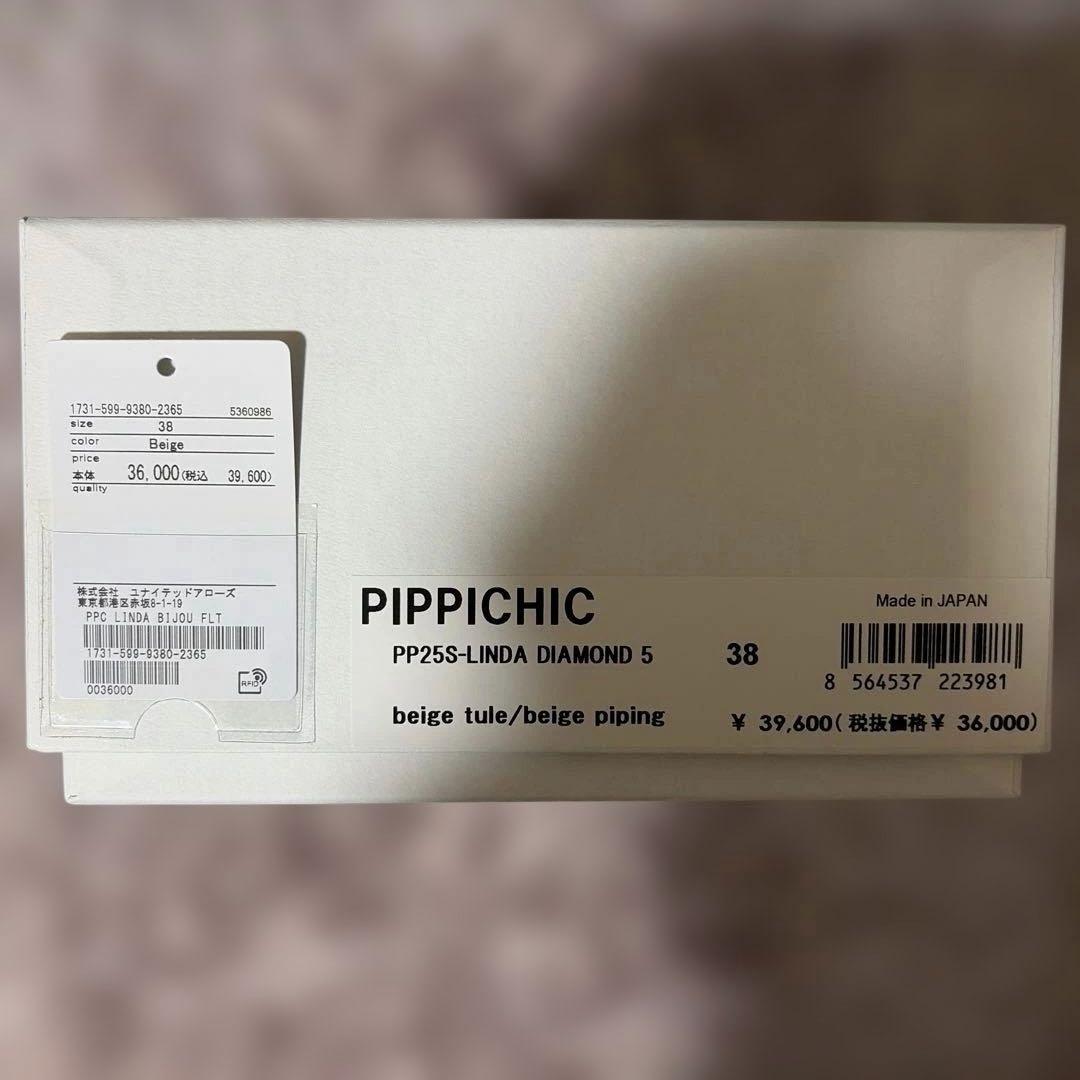 1731-599-9380-2365 5360986
size 38
color Beige
price
本体 36,000(税込 39,600)
quality
株式会社 ユナイテッドアローズ
東京都港区赤坂8-1-19
PPC LINDA BIJOU FLT
1731-599-9380-2365
0036000
RFID
PIPPICHIC
Made in JAPAN
PP25S-LINDA DIAMOND 5 38
8 564537 223981
beige tule/beige piping
¥ 39,600(税抜価格¥ 36,000)